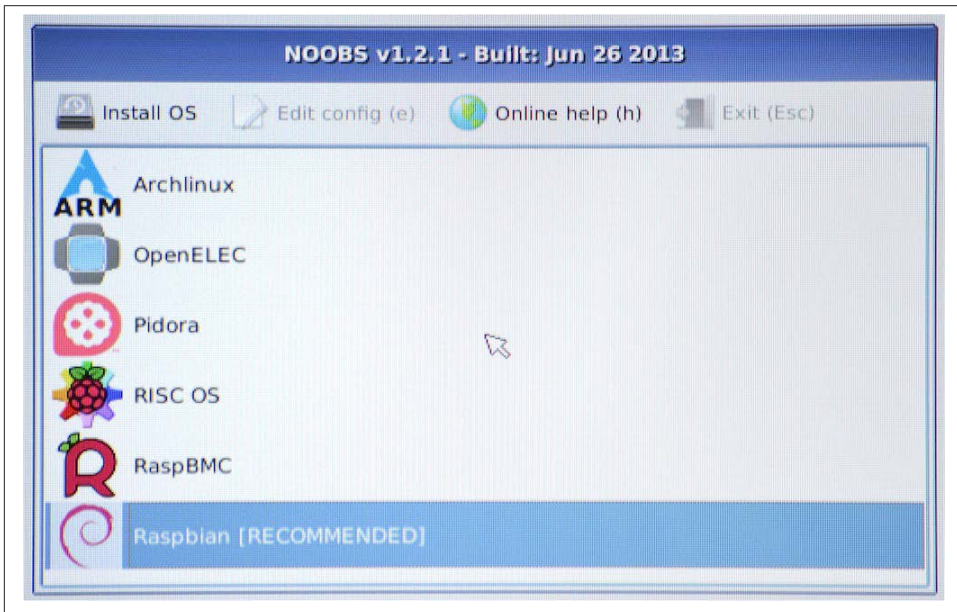 NOOBS v1.2.1 - Built: Jun 26 2013
Install OS Edit config (e) Online help (h) Exit (Esc)
ARM Archlinux
OpenELEC
Pidora
RISC OS
RaspBMC
Raspbian [RECOMMENDED]